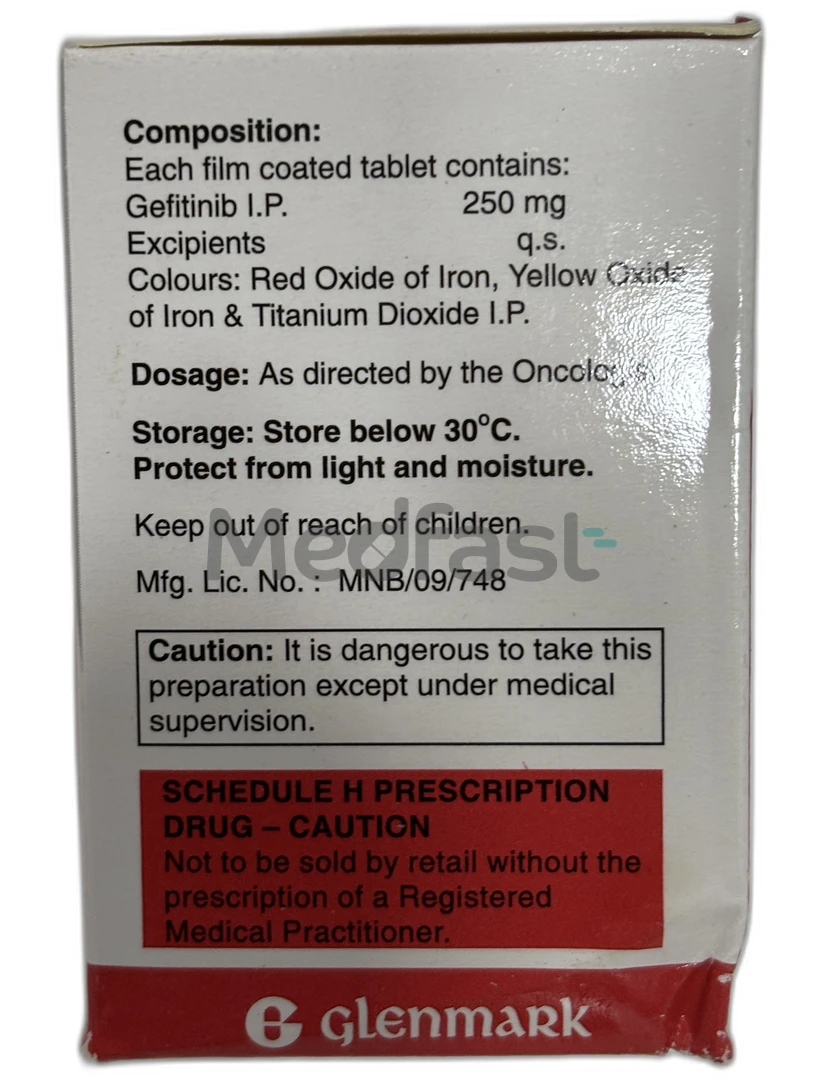 Composition:
Each film coated tablet contains:
Gefitinib I.P. 250 mg
Excipients q.s.
Colours: Red Oxide of Iron, Yellow Oxide
of Iron & Titanium Dioxide I.P.
Dosage: As directed by the
Storage: Store below 30°C.
Protect from light and moisture.
Keep out of reach of children.
Medfast
Mfg. Lic. No. : MNB/09/748
Caution: It is dangerous to take this
preparation except under medical
supervision.
SCHEDULE H PRESCRIPTION
DRUG – CAUTION
Not to be sold by retail without the
prescription of a Registered
Medical Practitioner.
glenmark